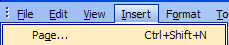 File Edit View Insert Format To
Page... Ctrl+Shift+N